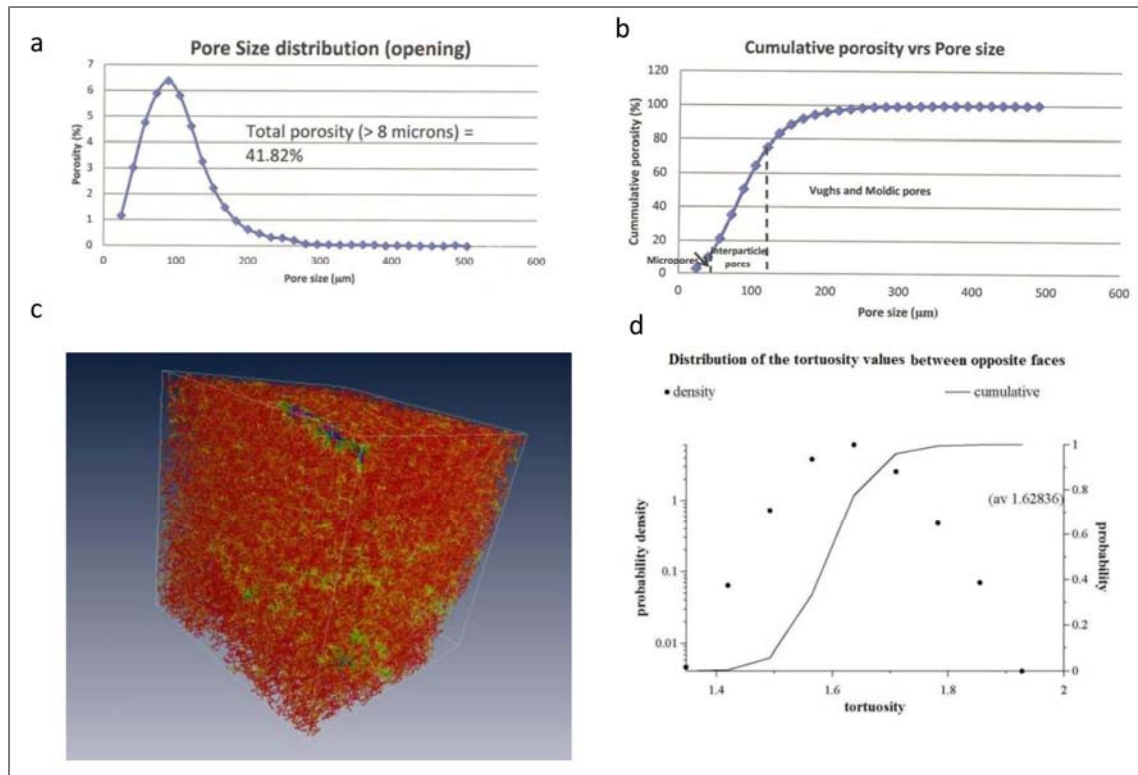 a
Pore Size distribution (opening)
7
6
5
4
3
2
1
0
Porosity (%)
Total porosity (> 8 microns) =
41.82%
0
100
200
300
400
500
600
Pore size (μm)
b
Cumulative porosity vrs Pore size
120
100
80
60
40
20
0
Cummulative porosity (%)
Vughs and Moldic pores
Micropores
Interparticle
pores
0
100
200
300
400
500
600
Pore size (μm)
c
d
Distribution of the tortuosity values between opposite faces
density
cumulative
1
0.1
0.01
probability density
1
0.8
0.6
0.4
0.2
0
probability
(av 1.62836)
1.4
1.6
1.8
2
tortuosity